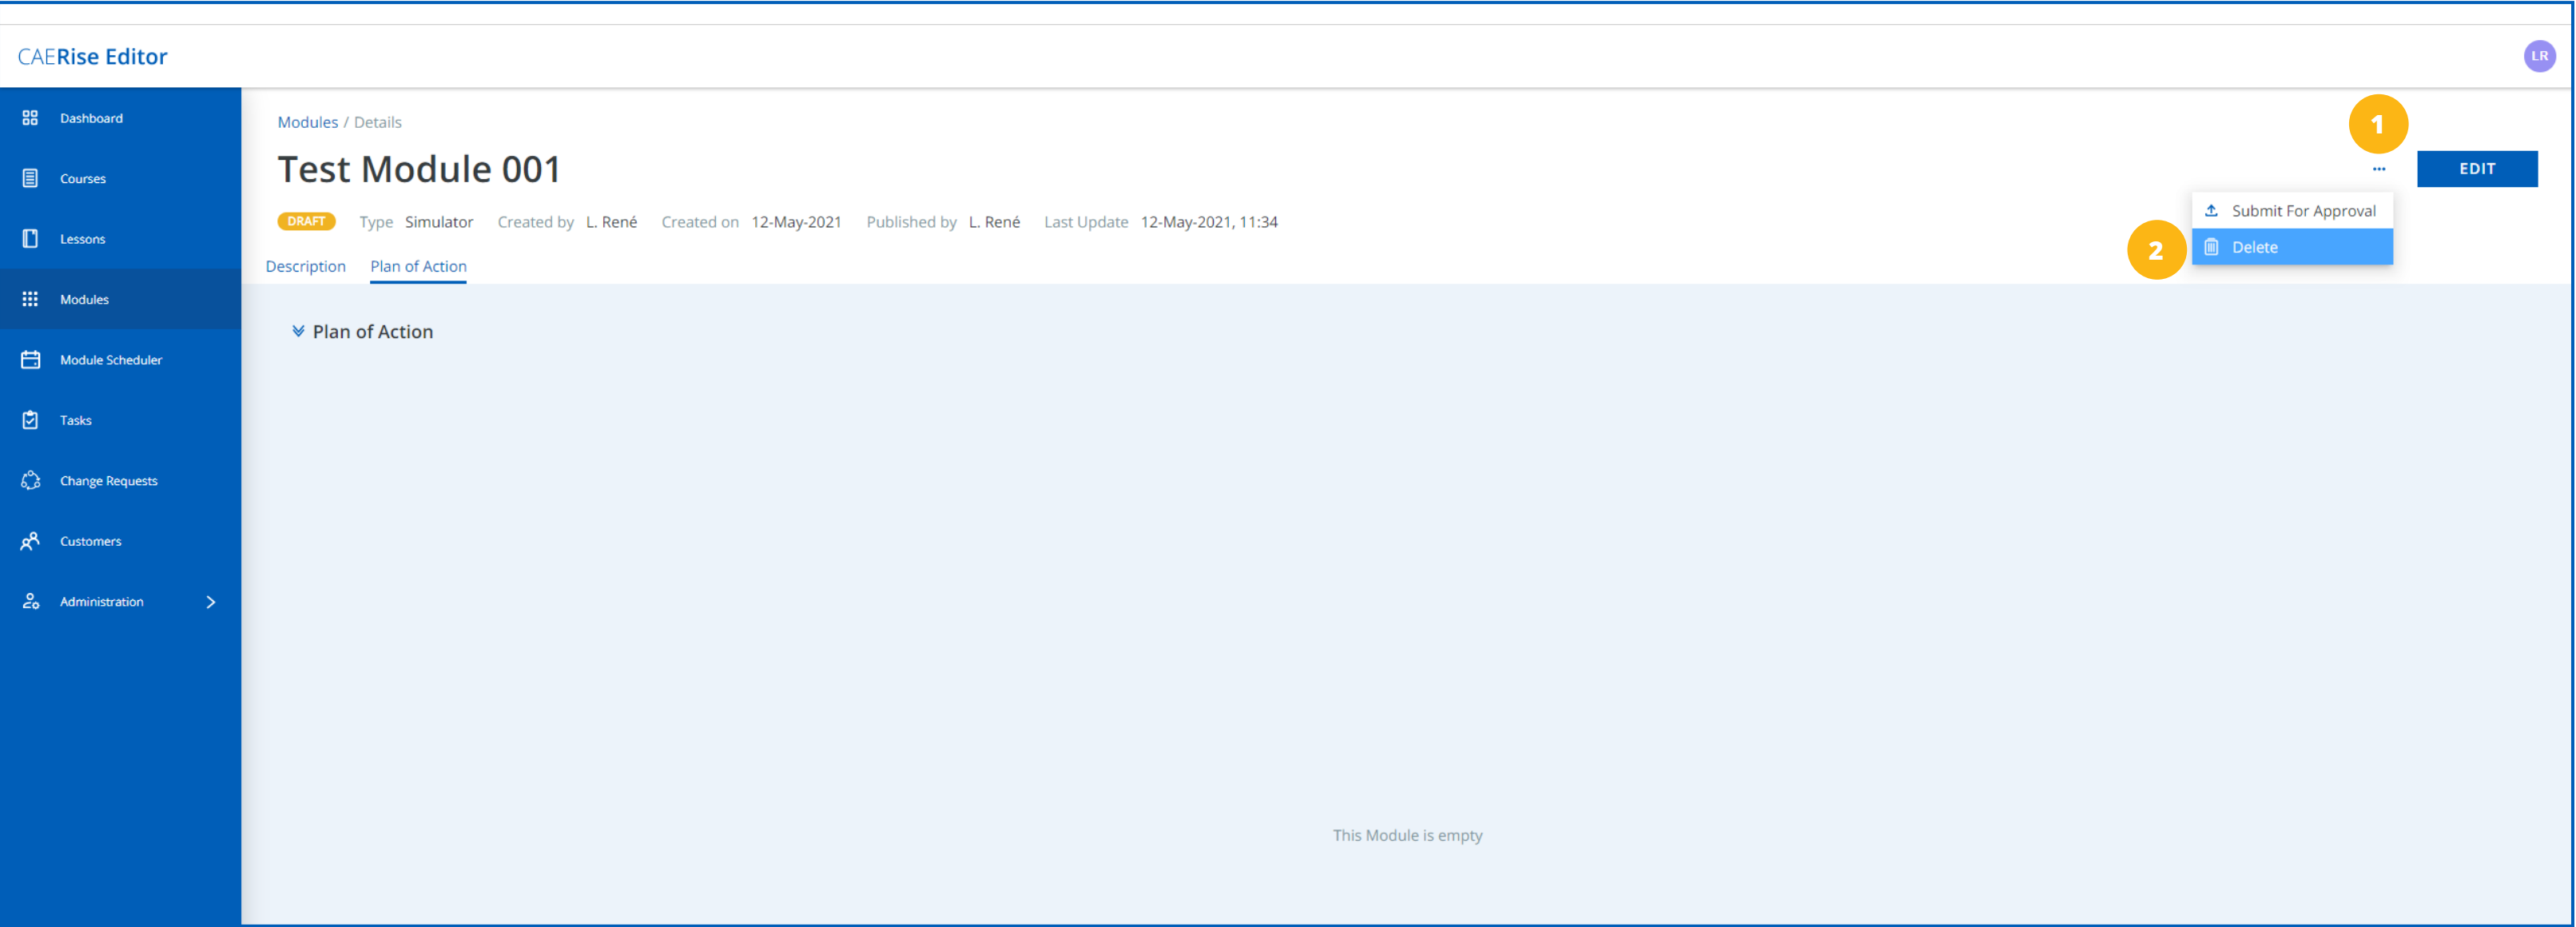 CAERise Editor
LR
Dashboard
Courses
Lessons
Modules
Module Scheduler
Tasks
Change Requests
Customers
Administration
Modules / Details
1
Test Module 001
EDIT
DRAFT Type Simulator Created by L. René Created on 12-May-2021 Published by L. René Last Update 12-May-2021, 11:34
Submit For Approval
2
Delete
Description Plan of Action
Plan of Action
This Module is empty